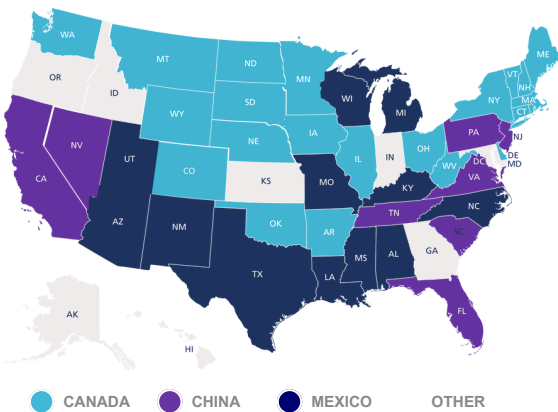 WA
MT
ND
MN
ME
VT
NH
MA
CT
NY
OR
ID
WY
SD
WI
MI
IA
NE
PA
NJ
NV
UT
CO
IL
IN
OH
DE
MD
DC
WV
VA
CA
KS
MO
KY
NC
TN
AZ
NM
OK
AR
SC
MS
AL
GA
TX
LA
FL
AK
HI
CANADA CHINA MEXICO OTHER